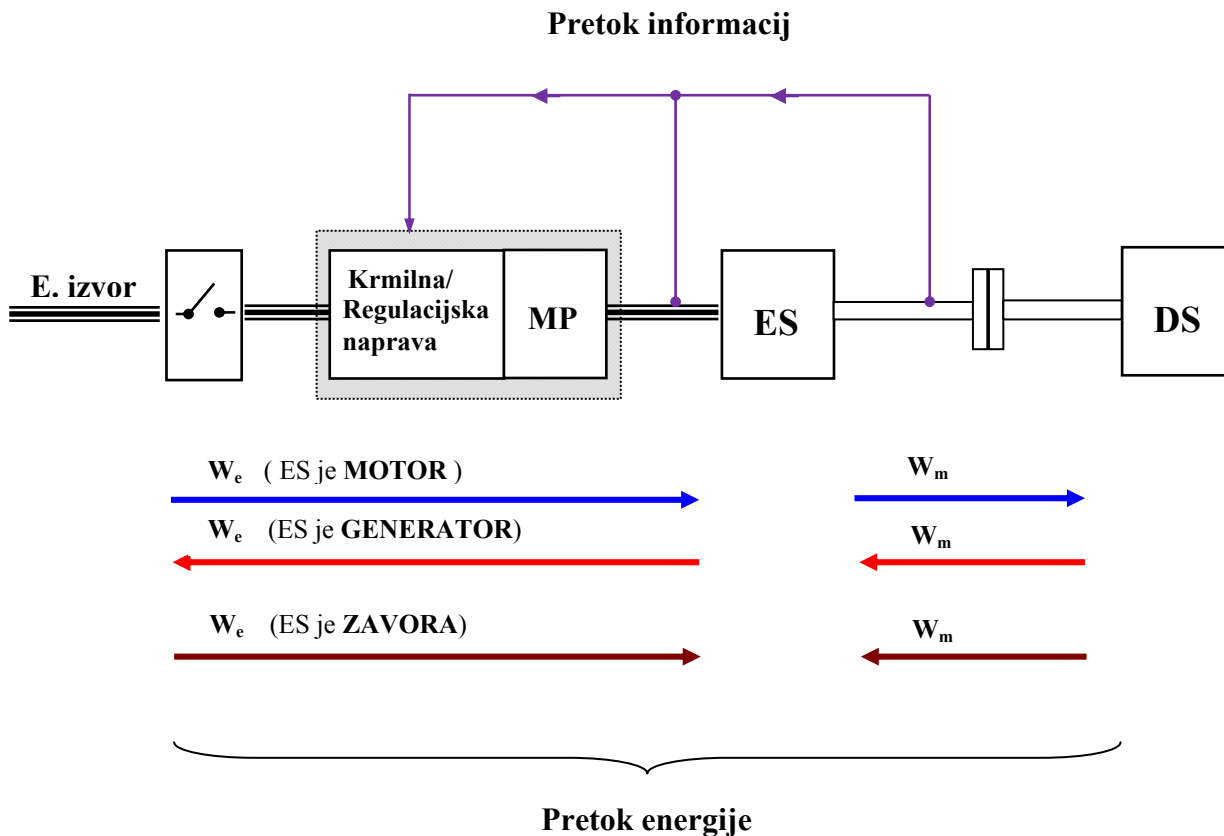 Pretok informacij
E. izvor
Krmilna/
Regulacijska
naprava
MP
ES
DS
We ( ES je MOTOR )
Wm
We (ES je GENERATOR)
Wm
We (ES je ZAVORA)
Wm
Pretok energije